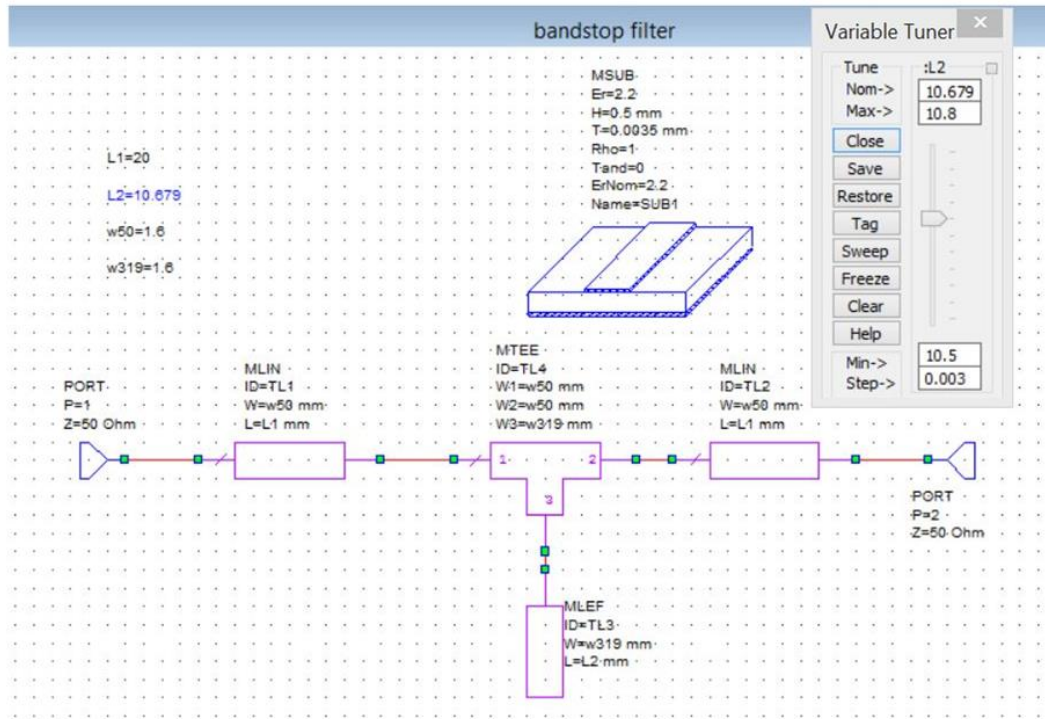 bandstop filter
Variable Tuner
Tune
Nom->
Max->
Close
Save
Restore
Tag
Sweep
Freeze
Clear
Help
Min->
Step->
:L2
10.679
10.8
10.5
0.003
MSUB
Er=2.2
H=0.5 mm
T=0.0035 mm
Rho=1
Tand=0
ErNom=2.2
Name=SUB1
L1=20
L2=10.679
w50=1.6
w319=1.6
PORT
P=1
Z=50 Ohm
MLIN
ID=TL1
W=w50 mm
L=L1 mm
MTEE
ID=TL4
W1=w50 mm
W2=w50 mm
W3=w319 mm
MLIN
ID=TL2
W=w50 mm
L=L1 mm
1
2
3
PORT
P=2
Z=50 Ohm
MLEF
ID=TL3
W=w319 mm
L=L2 mm